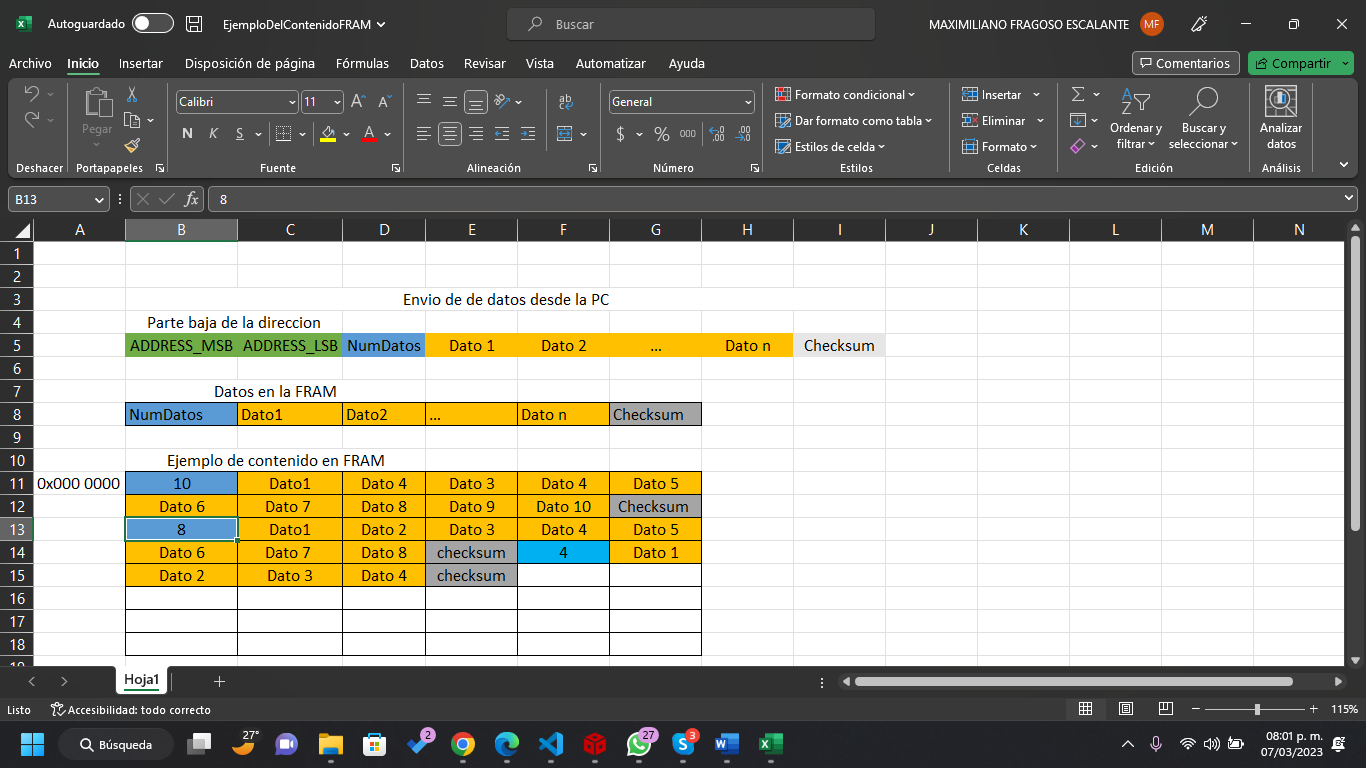 Autoguardado EjemploDelContenidoFRAM Buscar MAXIMILIANO FRAGOSO ESCALANTE MF
Archivo Inicio Insertar Disposición de página Fórmulas Datos Revisar Vista Automatizar Ayuda Comentarios Compartir
Pegar Calibri 11 General Formato condicional Insertar
N K S $ % 000 Dar formato como tabla Eliminar Ordenar y filtrar Buscar y seleccionar Analizar datos
Estilos de celda Formato
Deshacer Portapapeles Fuente Alineación Número Estilos Celdas Edición Análisis
B13 fx 8
A B C D E F G H I J K L M N
1
2
3 Envio de de datos desde la PC
4 Parte baja de la direccion
5 ADDRESS_MSB ADDRESS_LSB NumDatos Dato 1 Dato 2 ... Dato n Checksum
6
7 Datos en la FRAM
8 NumDatos Dato1 Dato2 ... Dato n Checksum
9
10 Ejemplo de contenido en FRAM
11 0x000 0000 10 Dato1 Dato 4 Dato 3 Dato 4 Dato 5
12 Dato 6 Dato 7 Dato 8 Dato 9 Dato 10 Checksum
13 8 Dato1 Dato 2 Dato 3 Dato 4 Dato 5
14 Dato 6 Dato 7 Dato 8 checksum 4 Dato 1
15 Dato 2 Dato 3 Dato 4 checksum
16
17
18
Hoja1
Listo Accesibilidad: todo correcto 115%
Búsqueda 27° 2 27 3 08:01 p. m.
07/03/2023